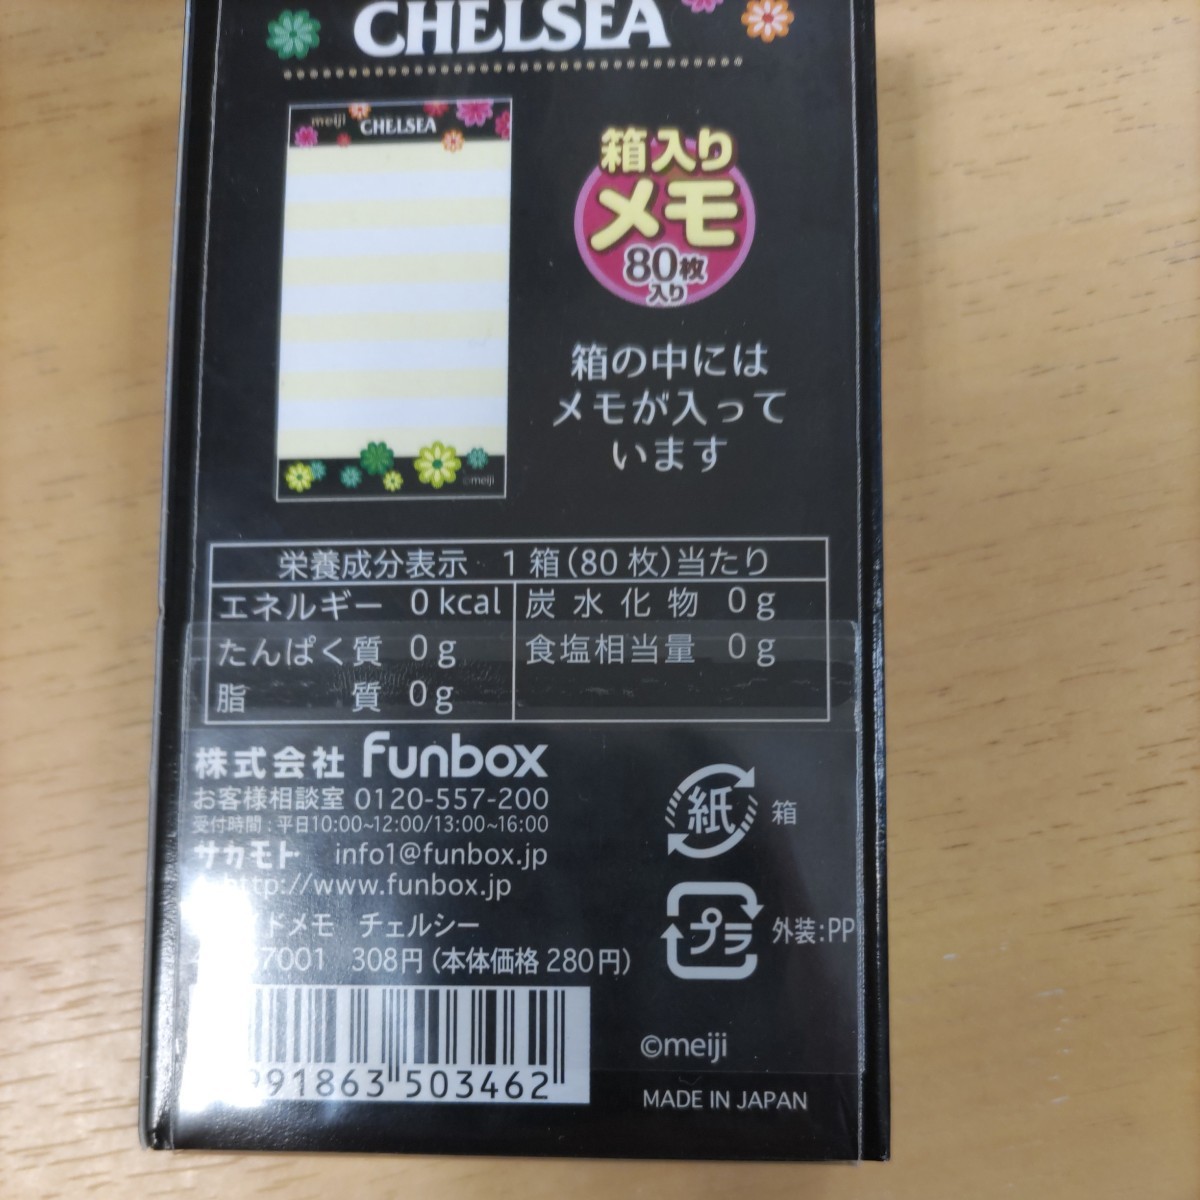 CHELSEA
meiji CHELSEA
箱入り
メモ
80枚
入り
箱の中には
メモが入って
います
©meiji
栄養成分表示 1箱(80枚)当たり
エネルギー 0kcal 炭水化物 0g
たんぱく質 0g 食塩相当量 0g
脂質 0g
株式会社 Funbox
お客様相談室 0120-557-200
受付時間:平日10:00~12:00/13:00~16:00
サカモト info1@funbox.jp
http://www.funbox.jp
ドメモ チェルシー
7001 308円(本体価格 280円)
991863 503462
紙 箱
プラ 外装:PP
©meiji
MADE IN JAPAN